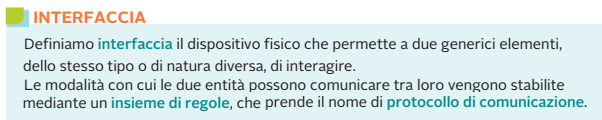 INTERFACCIA
Definiamo interfaccia il dispositivo fisico che permette a due generici elementi,
dello stesso tipo o di natura diversa, di interagire.
Le modalità con cui le due entità possono comunicare tra loro vengono stabilite
mediante un insieme di regole, che prende il nome di protocollo di comunicazione.